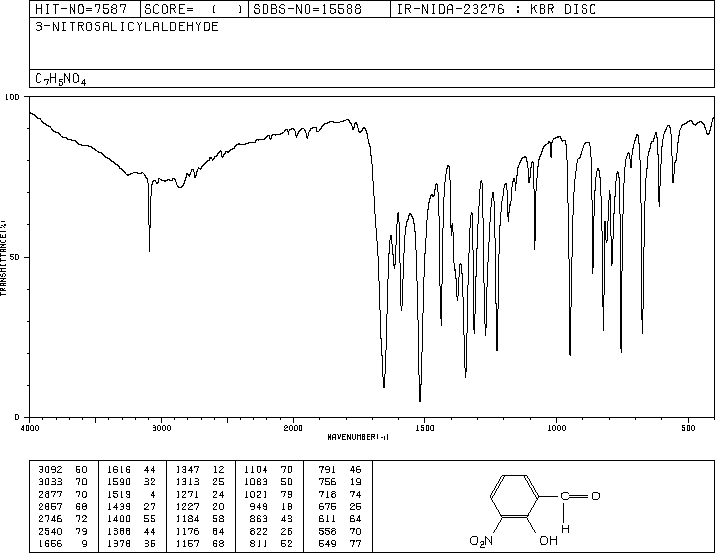 HIT-NO=7587 SCORE= ( ) SDBS-NO=15588 IR-NIDA-23276 : KBR DISC
3-NITROSALICYLALDEHYDE
C7H5NO4
100
50
0
TRANSMITTANCE(%)
4000 3000 2000 1500 1000 500
WAVENUMBER(-1)
3092 50 1616 44 1347 12 1104 70 791 46
3033 70 1590 32 1313 25 1083 50 756 19
2877 70 1519 4 1271 24 1021 79 718 74
2857 68 1439 27 1227 20 949 18 675 25
2746 72 1400 55 1184 58 863 43 611 64
2540 79 1388 44 1176 84 822 26 558 70
1656 9 1378 36 1157 68 811 52 549 77
C O
H
O2N OH